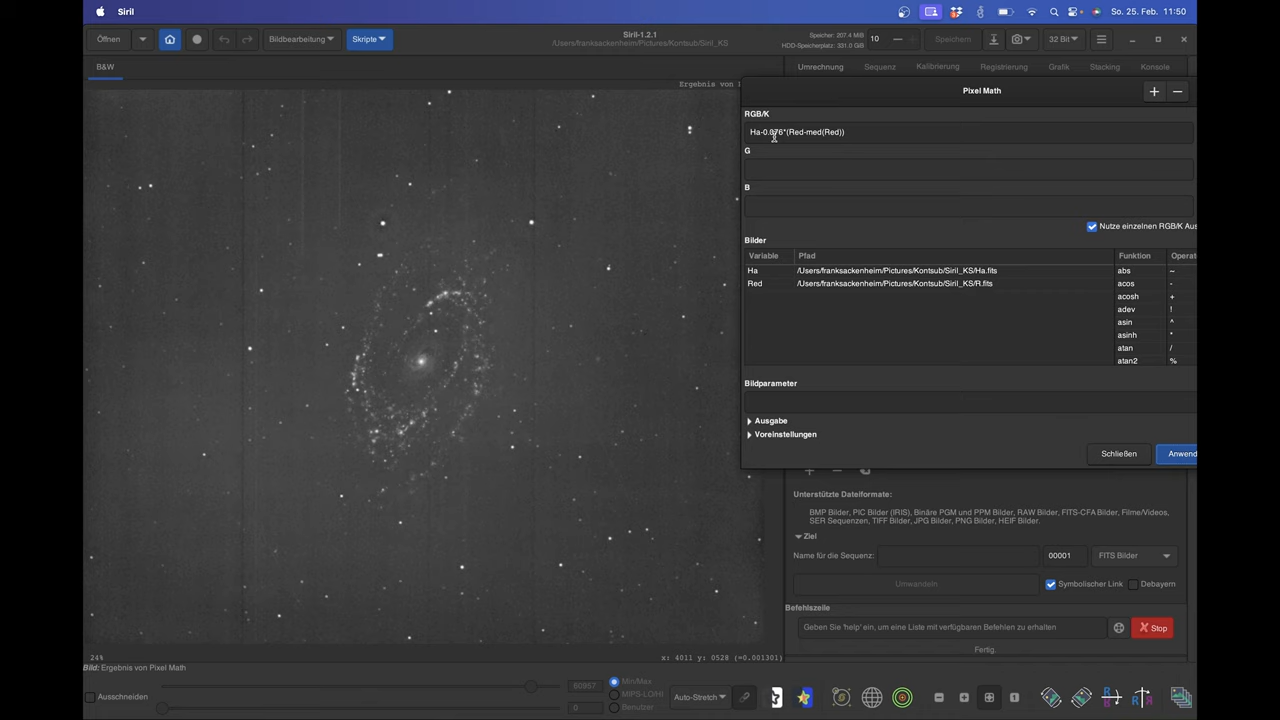 Siril
So. 25. Feb. 11:50
Öffnen
Bildbearbeitung
Skripte
Siril-1.2.1
/Users/franksackenheim/Pictures/Kontsub/Siril_KS
Speicher: 207.4 MiB
HDD-Speicherplatz: 331.0 GiB
10
Speichern
32 Bit
B&W
Umrechnung
Sequenz
Kalibrierung
Registrierung
Grafik
Stacking
Konsole
Ergebnis von
Pixel Math
RGB/K
Ha-0.076*(Red-med(Red))
G
B
Nutze einzelnen RGB/K Aus
Bilder
Variable Pfad Funktion Operat
Ha /Users/franksackenheim/Pictures/Kontsub/Siril_KS/Ha.fits abs ~
Red /Users/franksackenheim/Pictures/Kontsub/Siril_KS/R.fits acos -
acosh +
adev !
asin ^
asinh *
atan /
atan2 %
Bildparameter
Ausgabe
Voreinstellungen
Schließen
Anwend
Unterstützte Dateiformate:
BMP Bilder, PIC Bilder (IRIS), Binäre PGM und PPM Bilder, RAW Bilder, FITS-CFA Bilder, Filme/Videos,
SER Sequenzen, TIFF Bilder, JPG Bilder, PNG Bilder, HEIF Bilder.
Ziel
Name für die Sequenz: 00001 FITS Bilder
Umwandeln
Symbolischer Link
Debayern
Befehlszeile
Geben Sie 'help' ein, um eine Liste mit verfügbaren Befehlen zu erhalten
Stop
Fertig.
24%
x: 4011 y: 0528 (=0.001301)
Bild: Ergebnis von Pixel Math
Ausschneiden
60957
0
Min/Max
MIPS-LO/HI
Benutzer
Auto-Stretch
1